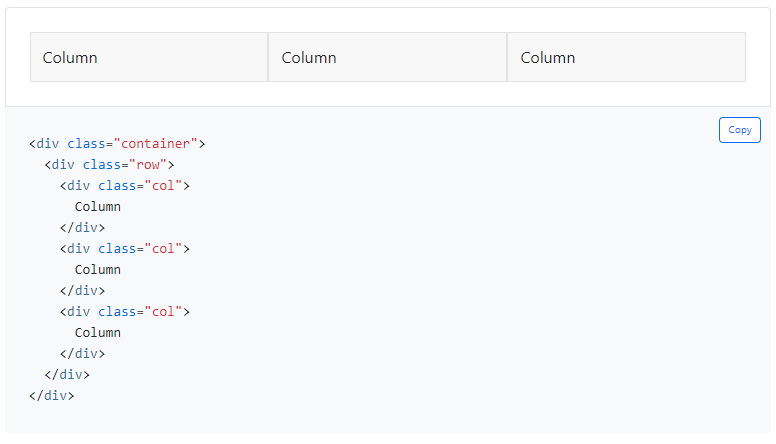 Column Column Column
Copy
<div class="container">
  <div class="row">
    <div class="col">
      Column
    </div>
    <div class="col">
      Column
    </div>
    <div class="col">
      Column
    </div>
  </div>
</div>